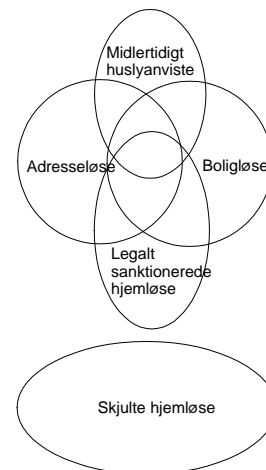 Midlertidigt
huslyanviste
Adresseløse
Boligløse
Legalt
sanktionerede
hjemløse
Skjulte hjemløse